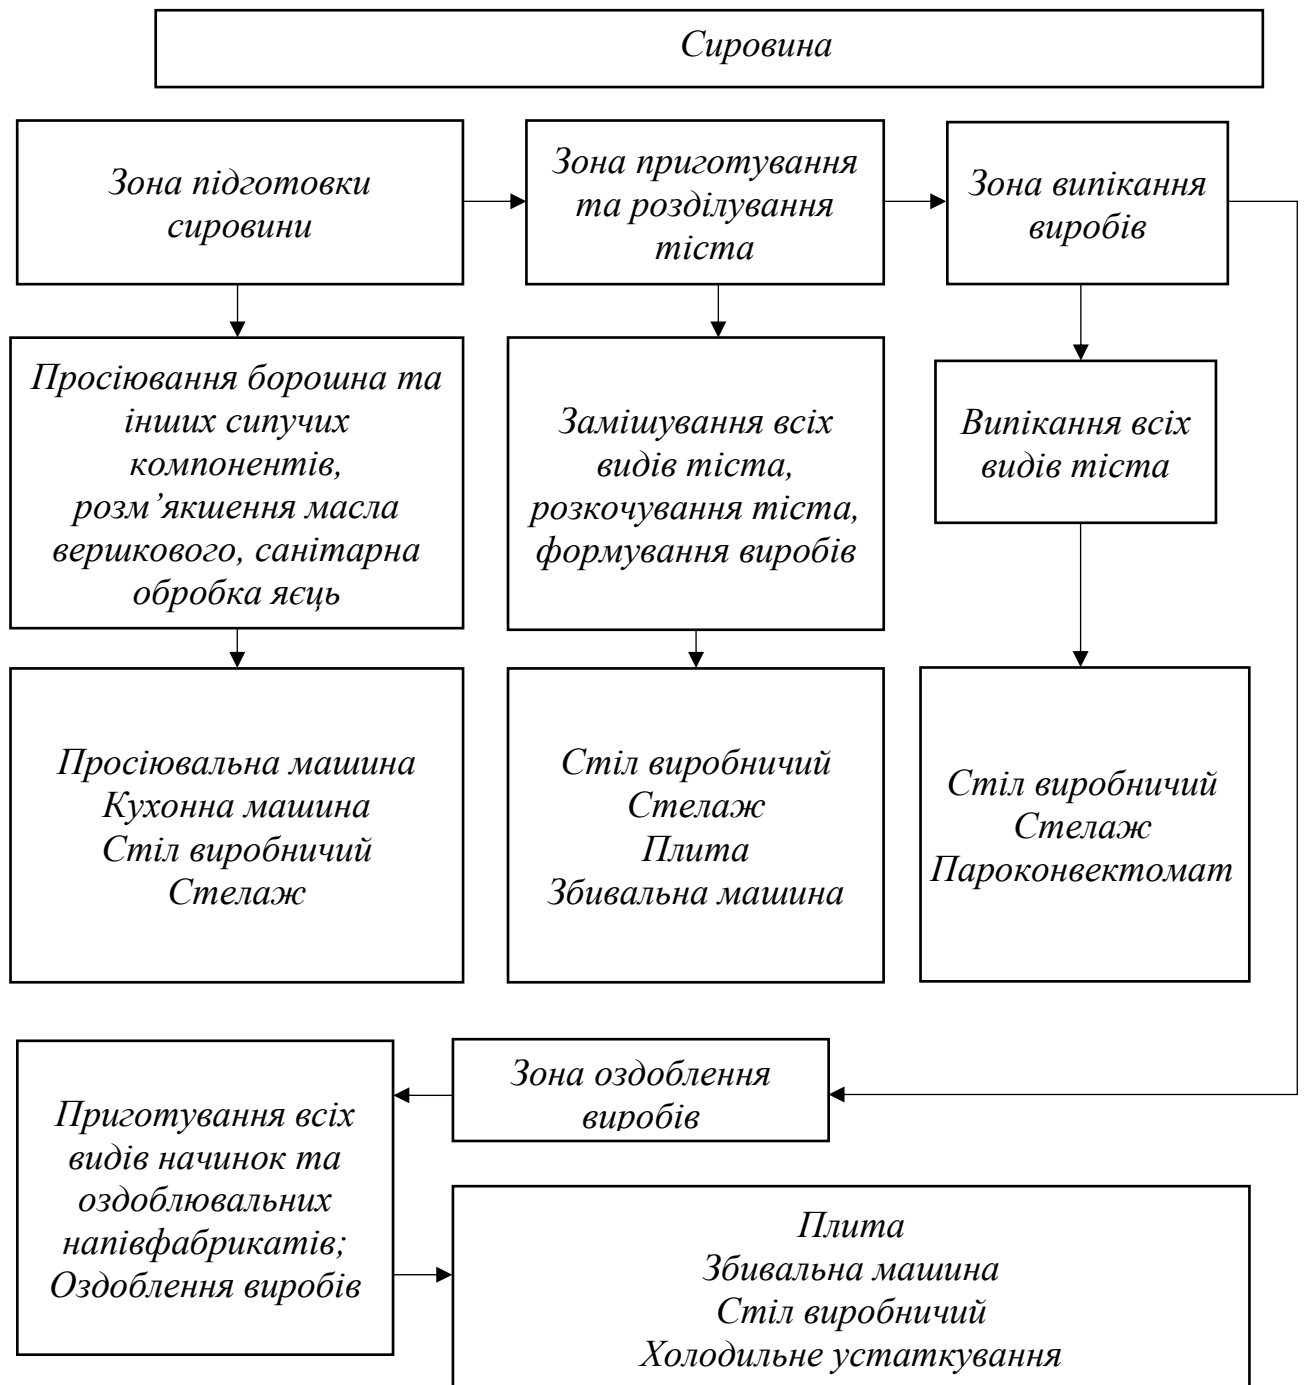 Сировина
Зона підготовки
сировини
Зона приготування
та розділування
тіста
Зона випікання
виробів
Просіювання борошна та
інших сипучих
компонентів,
розм’якшення масла
вершкового, санітарна
обробка яєць
Замішування всіх
видів тіста,
розкочування тіста,
формування виробів
Випікання всіх
видів тіста
Просіювальна машина
Кухонна машина
Стіл виробничий
Стелаж
Стіл виробничий
Стелаж
Плита
Збивальна машина
Стіл виробничий
Стелаж
Пароконвектомат
Зона оздоблення
виробів
Приготування всіх
видів начинок та
оздоблювальних
напівфабрикатів;
Оздоблення виробів
Плита
Збивальна машина
Стіл виробничий
Холодильне устаткування